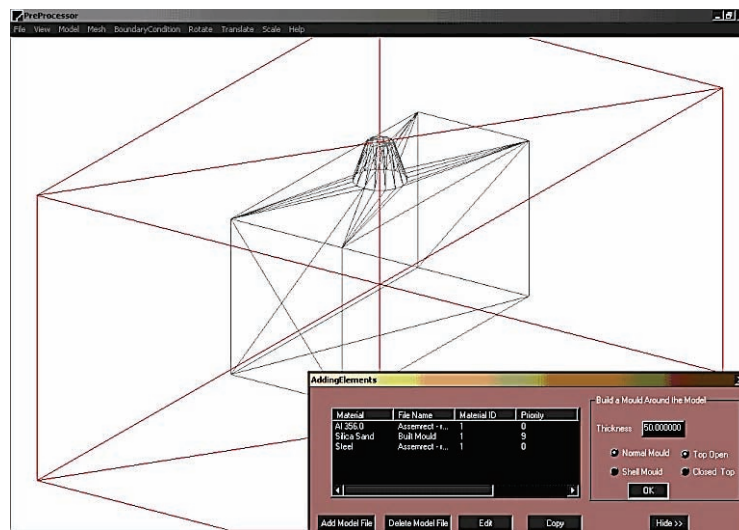 PreProcessor
File View Model Mesh BoundaryCondition Rotate Translate Scale Help
AddingElements
Material File Name Material ID Priority
Al 356.0 Assemrect - r... 1 0
Silica Sand Built Mould 1 9
Steel Assemrect - r... 1 0
Build a Mould Around the Model
Thickness 50.000000
Normal Mould Top Open
Shell Mould Closed Top
OK
Add Model File Delete Model File Edit Copy Hide >>